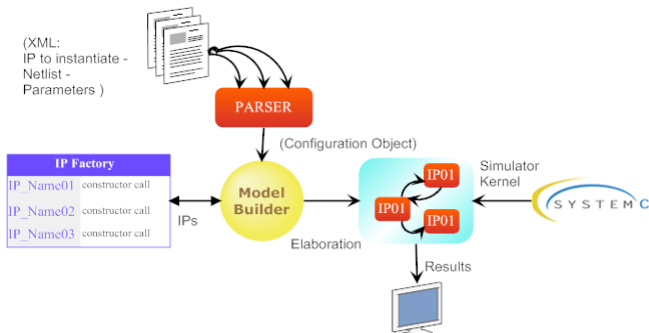 (XML:
IP to instantiate -
Netlist -
Parameters )
PARSER
(Configuration Object)
IP Factory
IP_Name01 constructor call
IP_Name02 constructor call
IP_Name03 constructor call
IPs
Model
Builder
Elaboration
IP01
IP01
IP01
Simulator
Kernel
SYSTEM C
Results